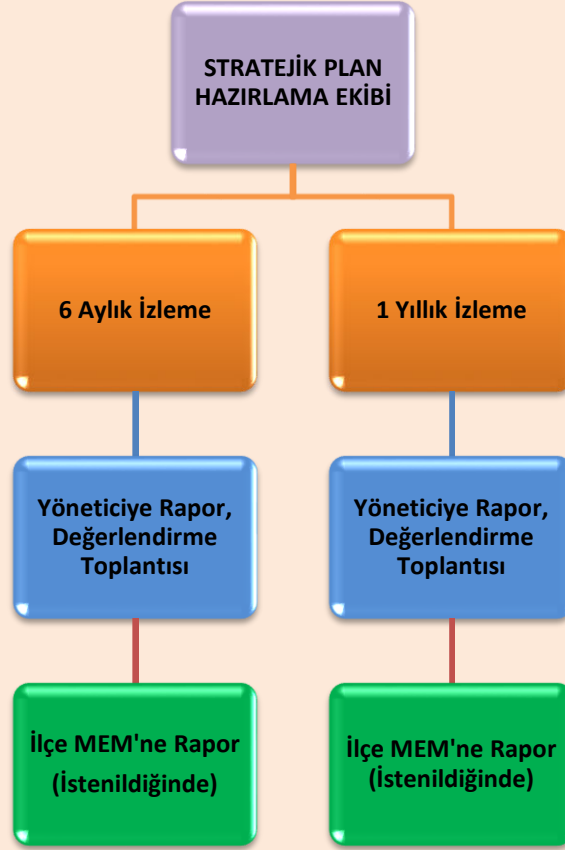 STRATEJİK PLAN
HAZIRLAMA EKİBİ
6 Aylık İzleme
1 Yıllık İzleme
Yöneticiye Rapor,
Değerlendirme
Toplantısı
Yöneticiye Rapor,
Değerlendirme
Toplantısı
İlçe MEM'ne Rapor
(İstenildiğinde)
İlçe MEM'ne Rapor
(İstenildiğinde)